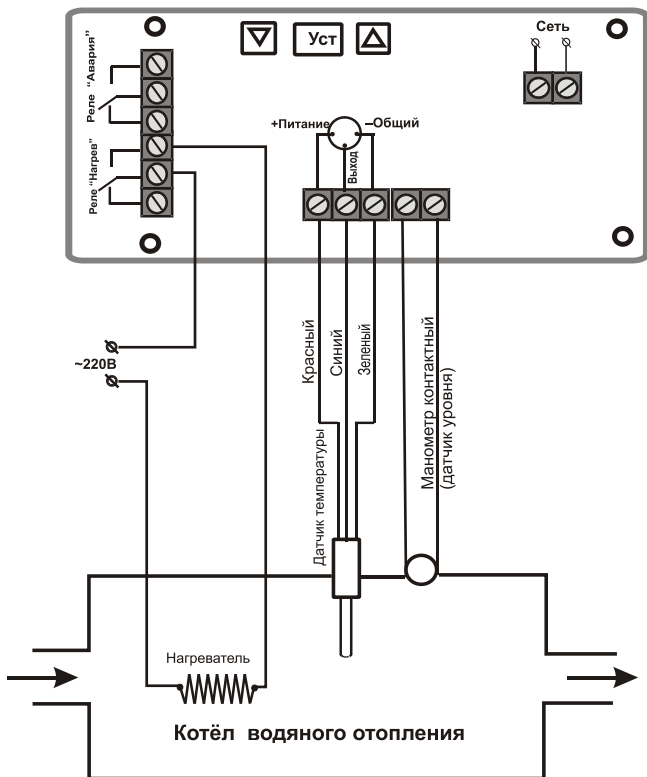 Уст
Сеть
Реле "Авария"
Реле "Нагрев"
+Питание
–Общий
Выход
Красный
Синий
Зеленый
Манометр контактный
(датчик уровня)
~220В
Датчик температуры
Нагреватель
Котёл водяного отопления